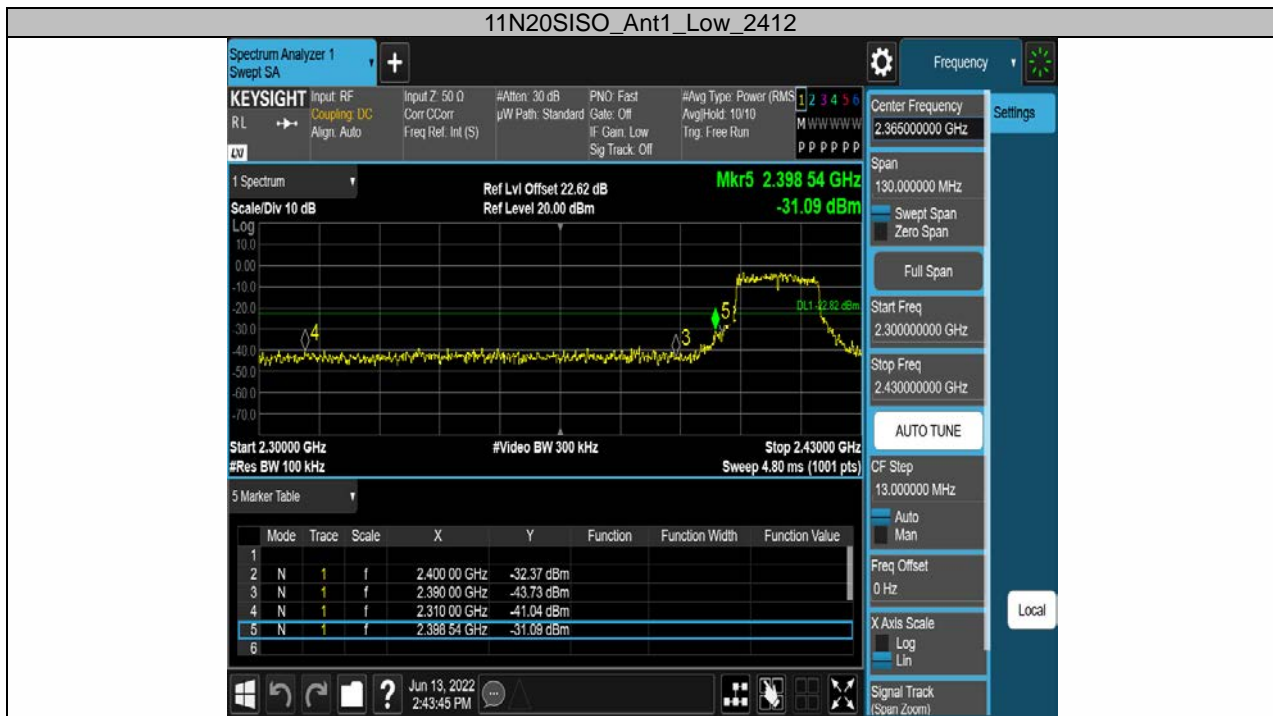 11N20SISO_Ant1_Low_2412
Spectrum Analyzer 1
Swept SA
+
Frequency
KEYSIGHT
RL
LXI
Input: RF
Coupling: DC
Align: Auto
Input Z: 50 Ω
Corr CCorr
Freq Ref: Int (S)
#Atten: 30 dB
µW Path: Standard
PNO: Fast
Gate: Off
IF Gain: Low
Sig Track: Off
#Avg Type: Power (RMS
Avg|Hold: 10/10
Trig: Free Run
1 2 3 4 5 6
M W W W W W
P P P P P P
1 Spectrum
Scale/Div 10 dB
Ref Lvl Offset 22.62 dB
Ref Level 20.00 dBm
Mkr5 2.398 54 GHz
-31.09 dBm
Log
10.0
0.00
-10.0
-20.0
-30.0
-40.0
-50.0
-60.0
-70.0
DL1 -22.82 dBm
4
3
5
Start 2.30000 GHz
#Video BW 300 kHz
Stop 2.43000 GHz
#Res BW 100 kHz
Sweep 4.80 ms (1001 pts)
5 Marker Table
Mode Trace Scale X Y Function Function Width Function Value
1
2 N 1 f 2.400 00 GHz -32.37 dBm
3 N 1 f 2.390 00 GHz -43.73 dBm
4 N 1 f 2.310 00 GHz -41.04 dBm
5 N 1 f 2.398 54 GHz -31.09 dBm
6
?
Jun 13, 2022
2:43:45 PM
Center Frequency
2.365000000 GHz
Settings
Span
130.000000 MHz
Swept Span
Zero Span
Full Span
Start Freq
2.300000000 GHz
Stop Freq
2.430000000 GHz
AUTO TUNE
CF Step
13.000000 MHz
Auto
Man
Freq Offset
0 Hz
X Axis Scale
Log
Lin
Local
Signal Track
(Span Zoom)